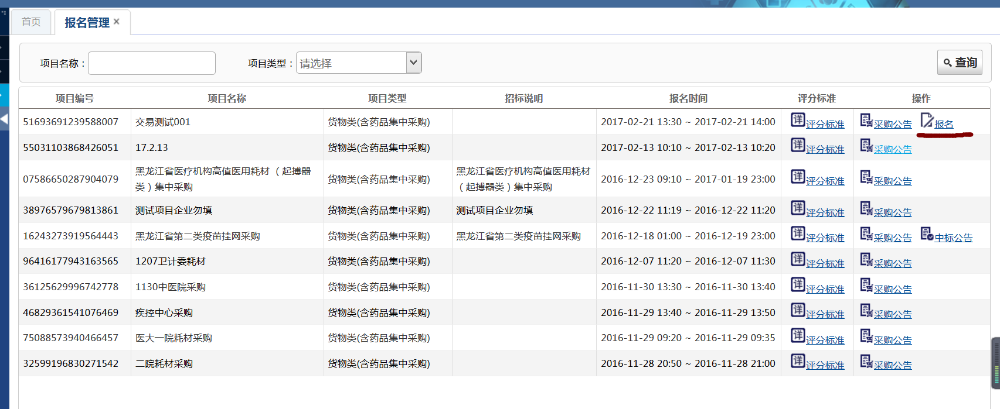 首页
报名管理
项目名称：
项目类型：
请选择
查询
项目编号 项目名称 项目类型 招标说明 报名时间 评分标准 操作
51693691239588007 交易测试001 货物类(含药品集中采购) 2017-02-21 13:30 ~ 2017-02-21 14:00 详 评分标准 采购公告 报名
55031103868426051 17.2.13 货物类(含药品集中采购) 2017-02-13 10:10 ~ 2017-02-13 10:20 详 评分标准 采购公告
07586650287904079 黑龙江省医疗机构高值医用耗材（起搏器 货物类(含药品集中采购) 黑龙江省医疗机构高值医用耗材 2016-12-23 09:10 ~ 2017-01-19 23:00 详 评分标准 采购公告
类）集中采购 （起搏器类）集中采购
38976579679813861 测试项目企业勿填 货物类(含药品集中采购) 测试项目企业勿填 2016-12-22 11:19 ~ 2016-12-22 11:20 详 评分标准 采购公告
16243273919564443 黑龙江省第二类疫苗挂网采购 货物类(含药品集中采购) 黑龙江省第二类疫苗挂网采购 2016-12-18 01:00 ~ 2016-12-19 23:00 详 评分标准 采购公告 中标公告
96416177943163565 1207卫计委耗材 货物类(含药品集中采购) 2016-12-07 11:20 ~ 2016-12-07 11:30 详 评分标准 采购公告
36125629996742778 1130中医院采购 货物类(含药品集中采购) 2016-11-30 13:30 ~ 2016-11-30 13:40 详 评分标准 采购公告
46829361541076469 疾控中心采购 货物类(含药品集中采购) 2016-11-29 13:40 ~ 2016-11-29 13:50 详 评分标准 采购公告
75088573940466457 医大一院耗材采购 货物类(含药品集中采购) 2016-11-29 09:20 ~ 2016-11-29 09:35 详 评分标准 采购公告
32599196830271542 二院耗材采购 货物类(含药品集中采购) 2016-11-28 20:50 ~ 2016-11-28 21:00 详 评分标准 采购公告